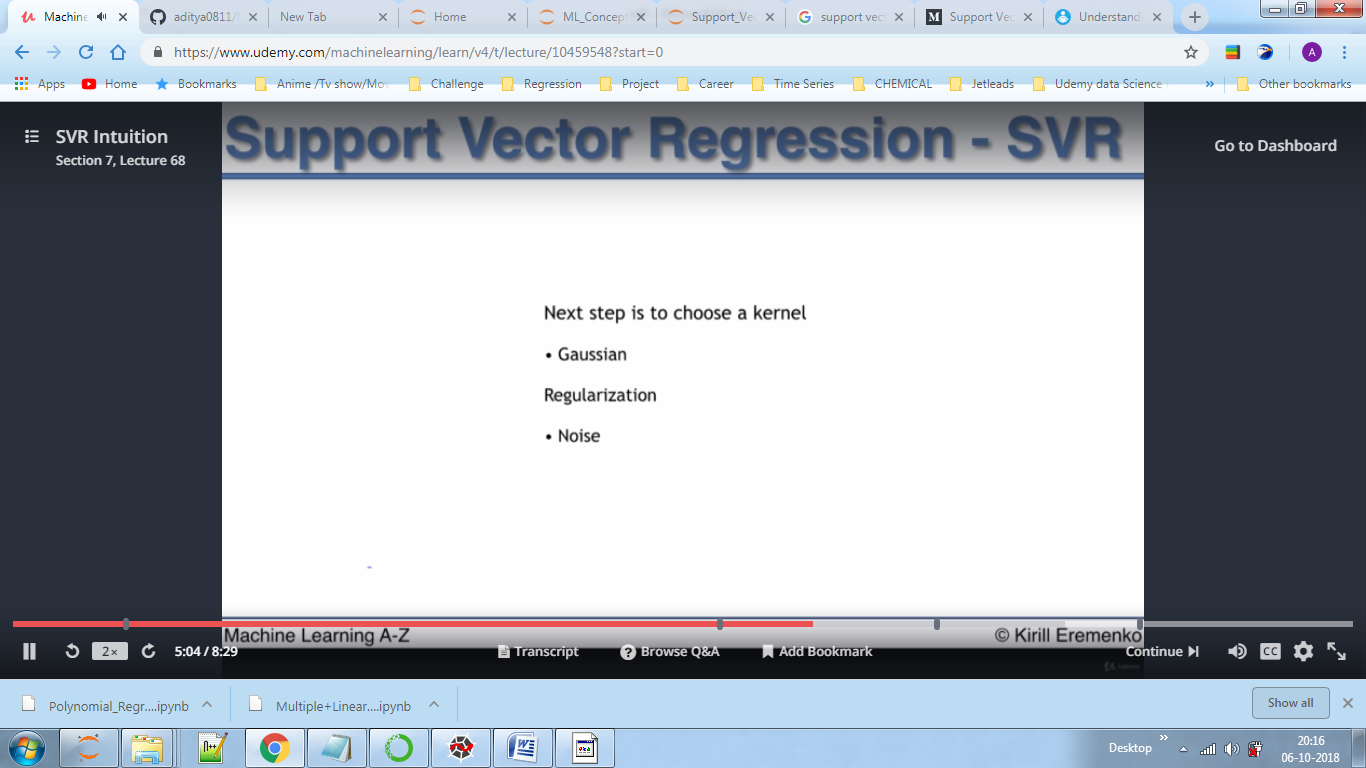 Machine
aditya0811/
New Tab
Home
ML_Concep
Support_Ve
support vect
Support Vec
Understand
https://www.udemy.com/machinelearning/learn/v4/t/lecture/10459548?start=0
A
Apps
Home
Bookmarks
Anime /Tv show/Mov
Challenge
Regression
Project
Career
Time Series
CHEMICAL
Jetleads
Udemy data Science
»
Other bookmarks
SVR Intuition
Section 7, Lecture 68
Go to Dashboard
Support Vector Regression - SVR
Next step is to choose a kernel
• Gaussian
Regularization
• Noise
Machine Learning A-Z
© Kirill Eremenko
2×
5:04 / 8:29
Transcript
Browse Q&A
Add Bookmark
Continue
CC
Udemy
Polynomial_Regr....ipynb
Multiple+Linear....ipynb
Show all
Desktop
»
20:16
06-10-2018